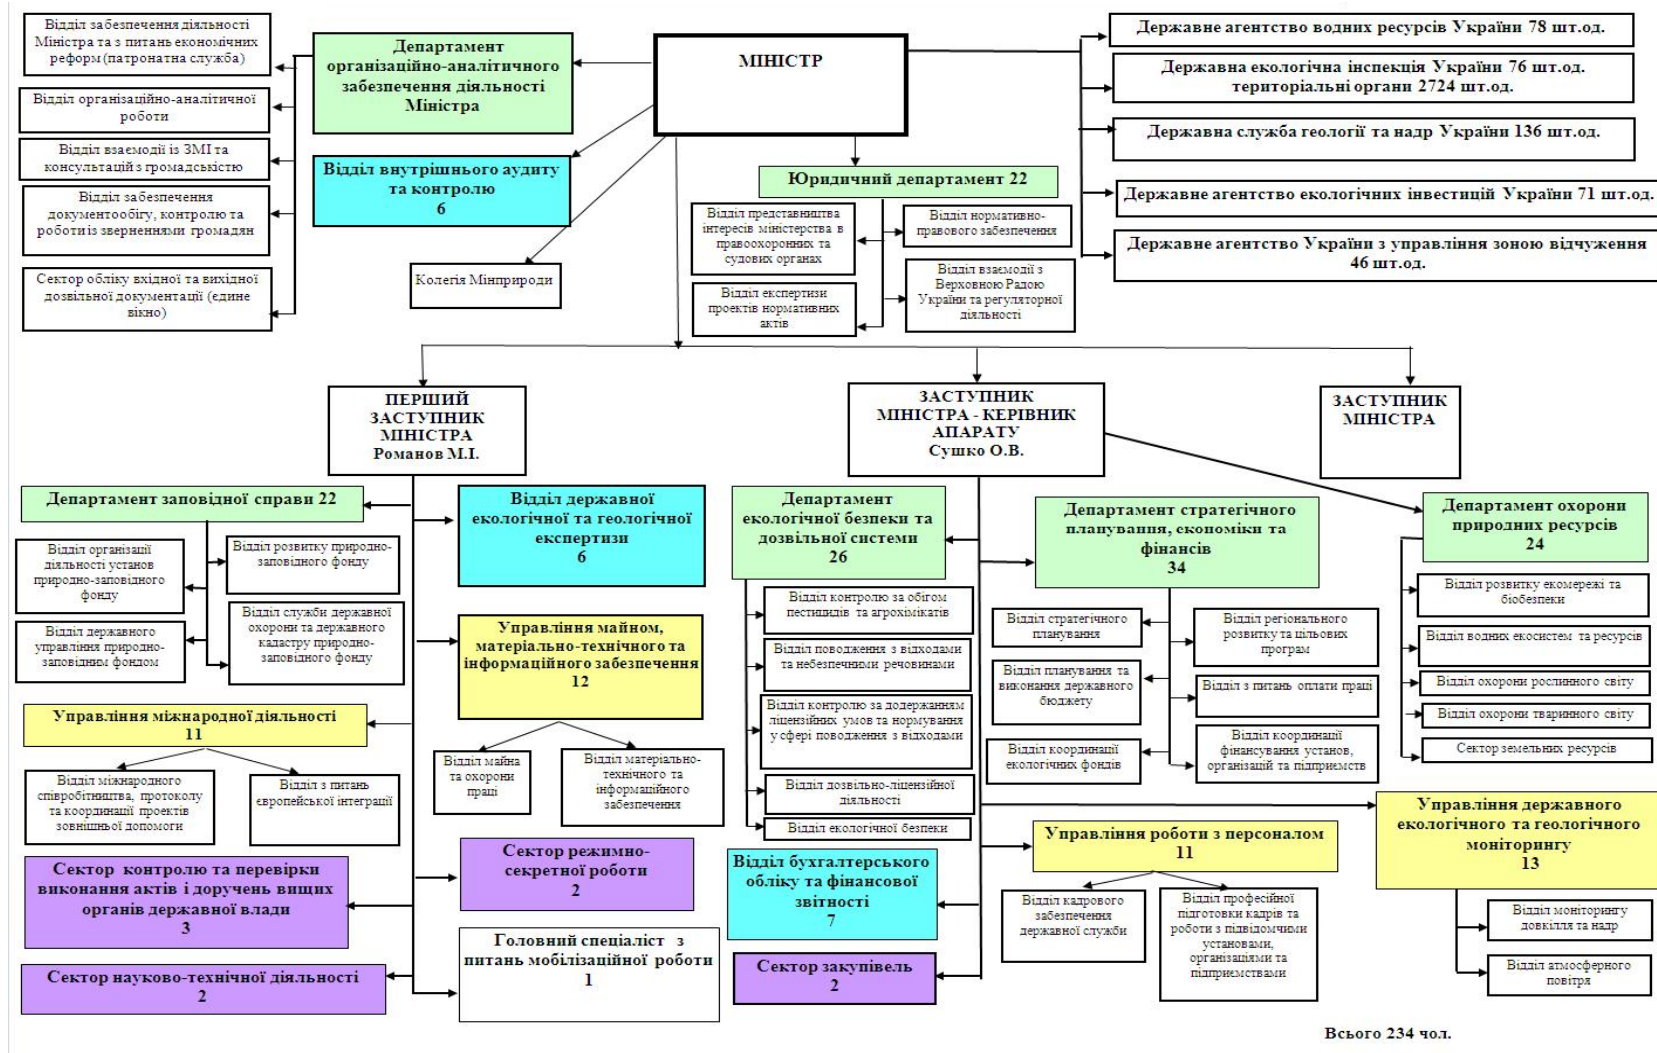 Відділ забезпечення діяльності
Міністра та з питань економічних
реформ (патронатна служба)
Відділ організаційно-аналітичної
роботи
Відділ взаємодії із ЗМІ та
консультацій з громадськістю
Відділ забезпечення
документообігу, контролю та
роботи із зверненнями громадян
Сектор обліку вхідної та вихідної
дозвільної документації (єдине
вікно)
Департамент
організаційно-аналітичного
забезпечення діяльності
Міністра
Відділ внутрішнього аудиту
та контролю
6
Колегія Мінприроди
МІНІСТР
Юридичний департамент 22
Відділ представництва
інтересів міністерства в
правоохоронних та
судових органах
Відділ нормативно-
правового забезпечення
Відділ експертизи
проектів нормативних
актів
Відділ взаємодії з
Верховною Радою
України та регуляторної
діяльності
Державне агентство водних ресурсів України 78 шт.од.
Державна екологічна інспекція України 76 шт.од.
територіальні органи 2724 шт.од.
Державна служба геології та надр України 136 шт.од.
Державне агентство екологічних інвестицій України 71 шт.од.
Державне агентство України з управління зоною відчуження
46 шт.од.
ПЕРШИЙ
ЗАСТУПНИК
МІНІСТРА
Романов М.І.
ЗАСТУПНИК
МІНІСТРА - КЕРІВНИК
АПАРАТУ
Сушко О.В.
ЗАСТУПНИК
МІНІСТРА
Департамент заповідної справи 22
Відділ організації
діяльності установ
природно-заповідного
фонду
Відділ розвитку природно-
заповідного фонду
Відділ державного
управління природно-
заповідним фондом
Відділ служби державної
охорони та державного
кадастру природно-
заповідного фонду
Управління міжнародної діяльності
11
Відділ міжнародного
співробітництва, протоколу
та координації проектів
зовнішньої допомоги
Відділ з питань
європейської інтеграції
Сектор контролю та перевірки
виконання актів і доручень вищих
органів державної влади
3
Сектор науково-технічної діяльності
2
Відділ державної
екологічної та геологічної
експертизи
6
Управління майном,
матеріально-технічного та
інформаційного забезпечення
12
Відділ майна
та охорони
праці
Відділ матеріально-
технічного та
інформаційного
забезпечення
Сектор режимно-
секретної роботи
2
Головний спеціаліст з
питань мобілізаційної роботи
1
Департамент
екологічної безпеки та
дозвільної системи
26
Відділ контролю за обігом
пестицидів та агрохімікатів
Відділ поводження з відходами
та небезпечними речовинами
Відділ контролю за додержанням
ліцензійних умов та нормування
у сфері поводження з відходами
Відділ дозвільно-ліцензійної
діяльності
Відділ екологічної безпеки
Відділ бухгалтерського
обліку та фінансової
звітності
7
Сектор закупівель
2
Департамент стратегічного
планування, економіки та
фінансів
34
Відділ стратегічного
планування
Відділ регіонального
розвитку та цільових
програм
Відділ планування та
виконання державного
бюджету
Відділ з питань оплати праці
Відділ координації
екологічних фондів
Відділ координації
фінансування установ,
організацій та підприємств
Управління роботи з персоналом
11
Відділ кадрового
забезпечення
державної служби
Відділ професійної
підготовки кадрів та
роботи з підвідомчими
установами,
організаціями та
підприємствами
Департамент охорони
природних ресурсів
24
Відділ розвитку екомережі та
біобезпеки
Відділ водних екосистем та ресурсів
Відділ охорони рослинного світу
Відділ охорони тваринного світу
Сектор земельних ресурсів
Управління державного
екологічного та геологічного
моніторингу
13
Відділ моніторингу
довкілля та надр
Відділ атмосферного
повітря
Всього 234 чол.